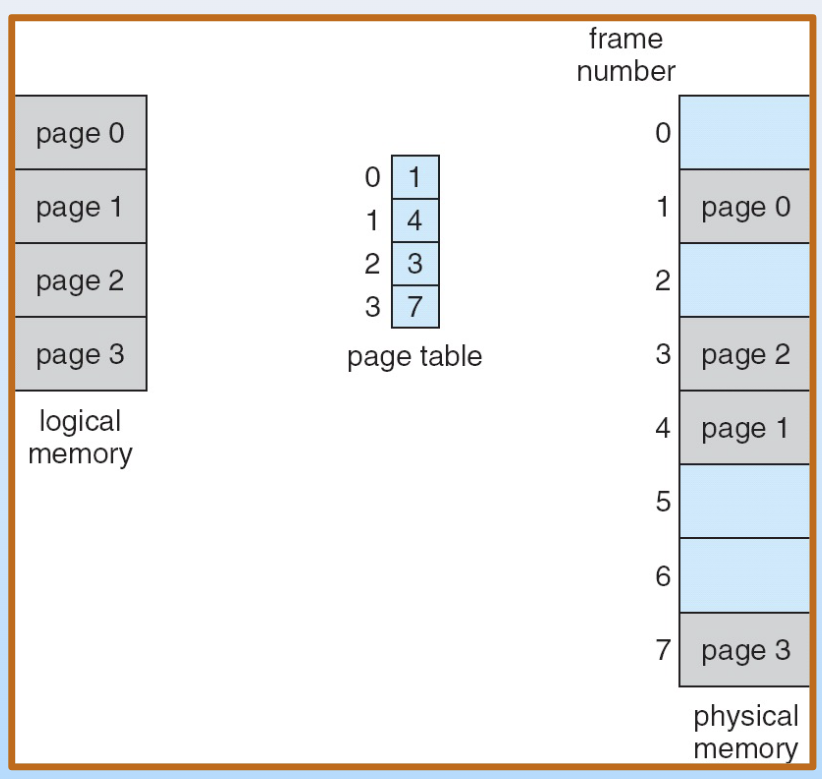 frame
number
page 0
page 1
page 2
page 3
logical
memory
0 1
1 4
2 3
3 7
page table
0
1 page 0
2
3 page 2
4 page 1
5
6
7 page 3
physical
memory